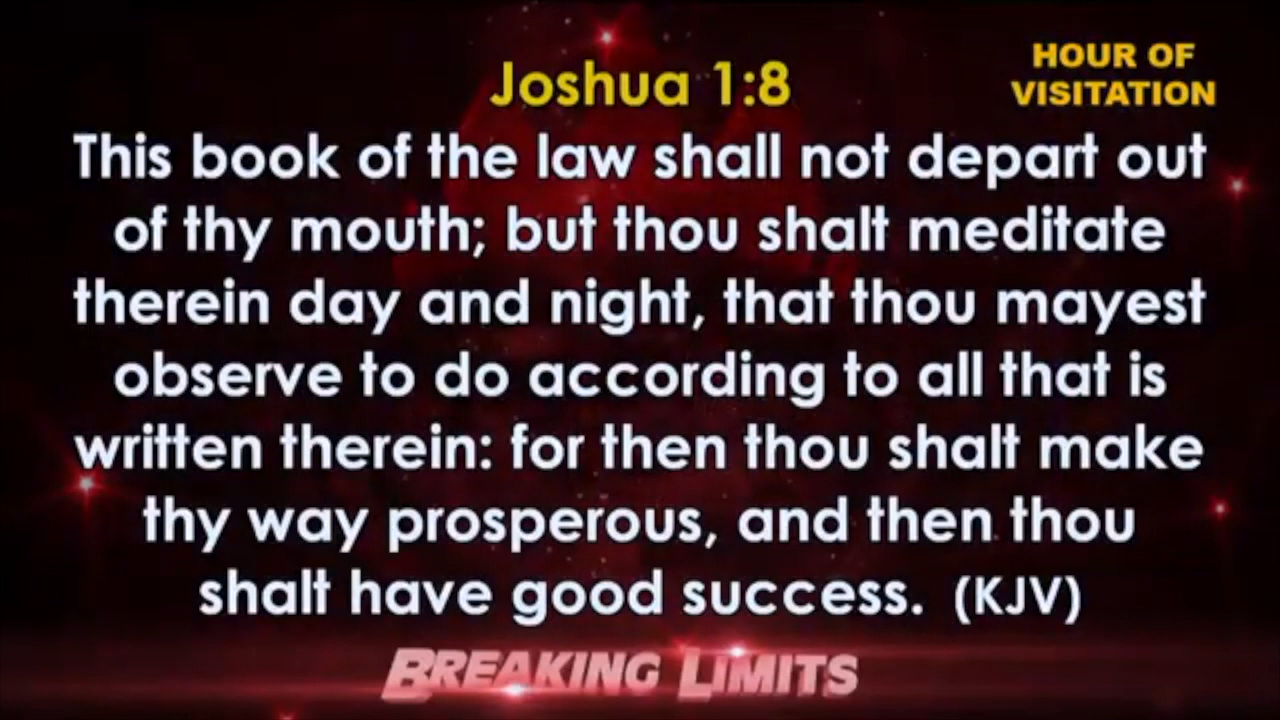 HOUR OF
VISITATION
Joshua 1:8
This book of the law shall not depart out
of thy mouth; but thou shalt meditate
therein day and night, that thou mayest
observe to do according to all that is
written therein: for then thou shalt make
thy way prosperous, and then thou
shalt have good success. (KJV)
BREAKING LIMITS